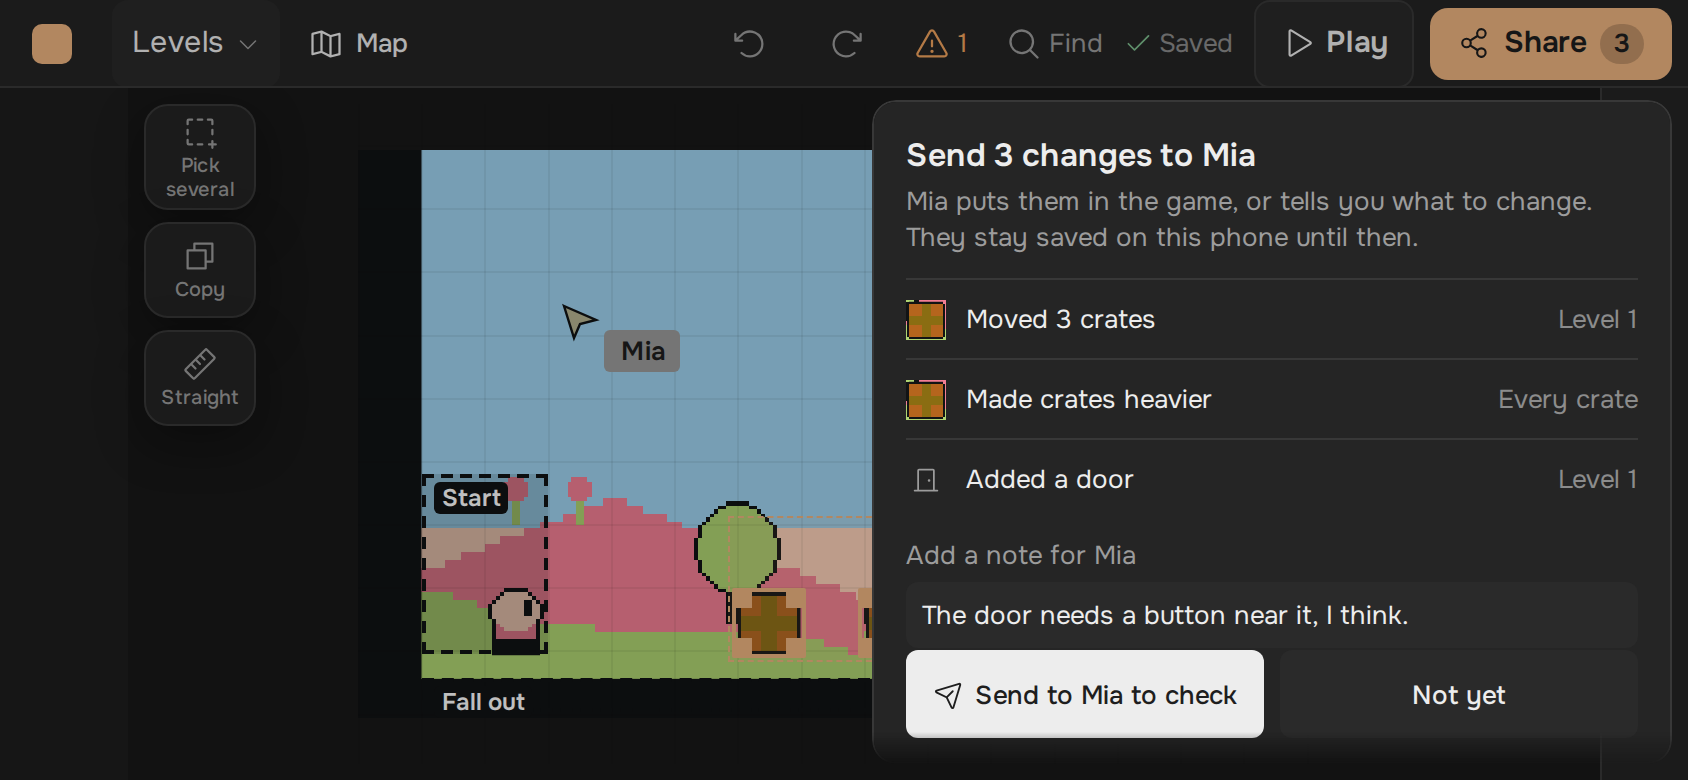 Levels
Map
1
Find
Saved
Play
Share 3
Pick
several
Copy
Straight
Mia
Start
Fall out
Send 3 changes to Mia
Mia puts them in the game, or tells you what to change.
They stay saved on this phone until then.
Moved 3 crates Level 1
Made crates heavier Every crate
Added a door Level 1
Add a note for Mia
The door needs a button near it, I think.
Send to Mia to check
Not yet